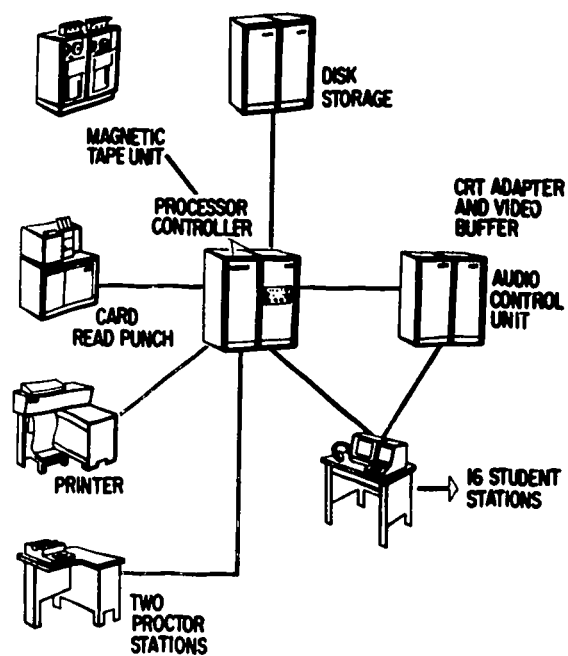 DISK
STORAGE
MAGNETIC
TAPE UNIT
PROCESSOR
CONTROLLER
CRT ADAPTER
AND VIDEO
BUFFER
AUDIO
CONTROL
UNIT
CARD
READ PUNCH
PRINTER
16 STUDENT
STATIONS
TWO
PROCTOR
STATIONS